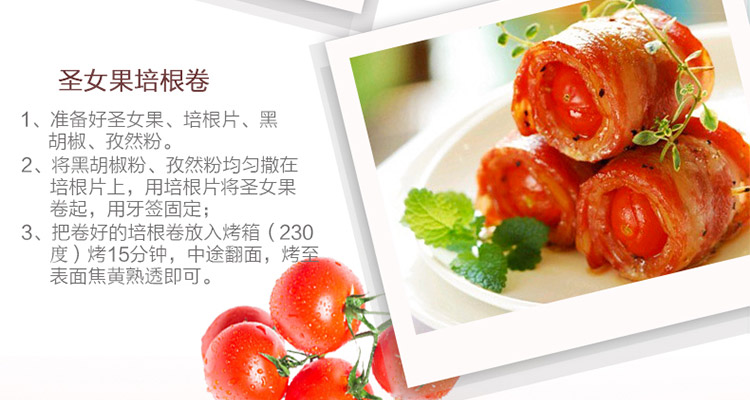 圣女果培根卷
1、准备好圣女果、培根片、黑
胡椒、孜然粉。
2、将黑胡椒粉、孜然粉均匀撒在
培根片上，用培根片将圣女果
卷起，用牙签固定；
3、把卷好的培根卷放入烤箱（230
度）烤15分钟，中途翻面，烤至
表面焦黄熟透即可。